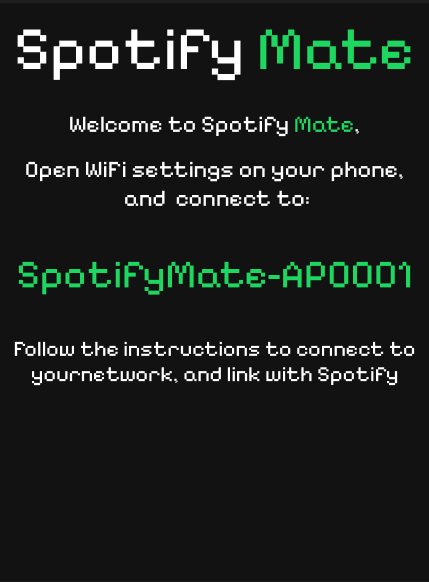 Spotify Mate
Welcome to Spotify Mate,
Open WiFi settings on your phone,
and  connect to:
SpotifyMate-AP0001
Follow the instructions to connect to
yournetwork, and link with Spotify